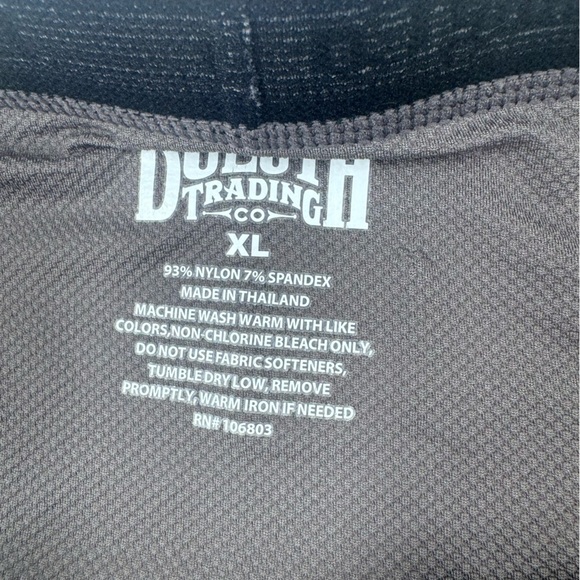 DULUTH
TRADING
CO
XL
93% NYLON 7% SPANDEX
MADE IN THAILAND
MACHINE WASH WARM WITH LIKE
COLORS,NON-CHLORINE BLEACH ONLY,
DO NOT USE FABRIC SOFTENERS,
TUMBLE DRY LOW, REMOVE
PROMPTLY, WARM IRON IF NEEDED
RN# 106803